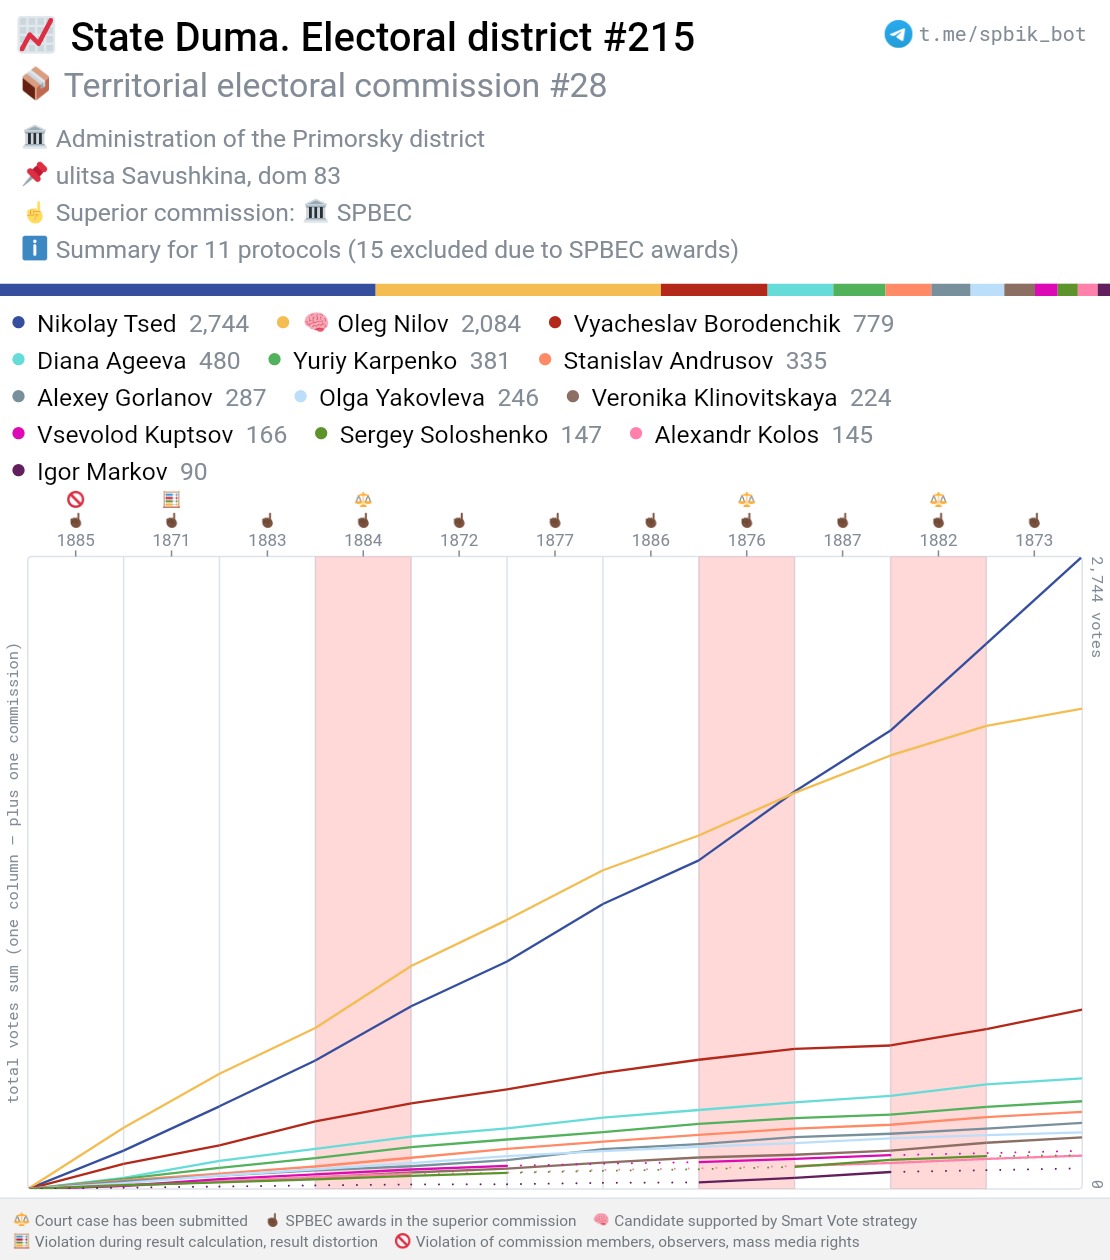 State Duma. Electoral district #215
t.me/spbik_bot
Territorial electoral commission #28
Administration of the Primorsky district
ulitsa Savushkina, dom 83
Superior commission: SPBEC
Summary for 11 protocols (15 excluded due to SPBEC awards)
Nikolay Tsed 2,744 Oleg Nilov 2,084 Vyacheslav Borodenchik 779
Diana Ageeva 480 Yuriy Karpenko 381 Stanislav Andrusov 335
Alexey Gorlanov 287 Olga Yakovleva 246 Veronika Klinovitskaya 224
Vsevolod Kuptsov 166 Sergey Soloshenko 147 Alexandr Kolos 145
Igor Markov 90
1885 1871 1883 1884 1872 1877 1886 1876 1887 1882 1873
2,744 votes
total votes sum (one column – plus one commission)
0
Court case has been submitted SPBEC awards in the superior commission Candidate supported by Smart Vote strategy
Violation during result calculation, result distortion Violation of commission members, observers, mass media rights